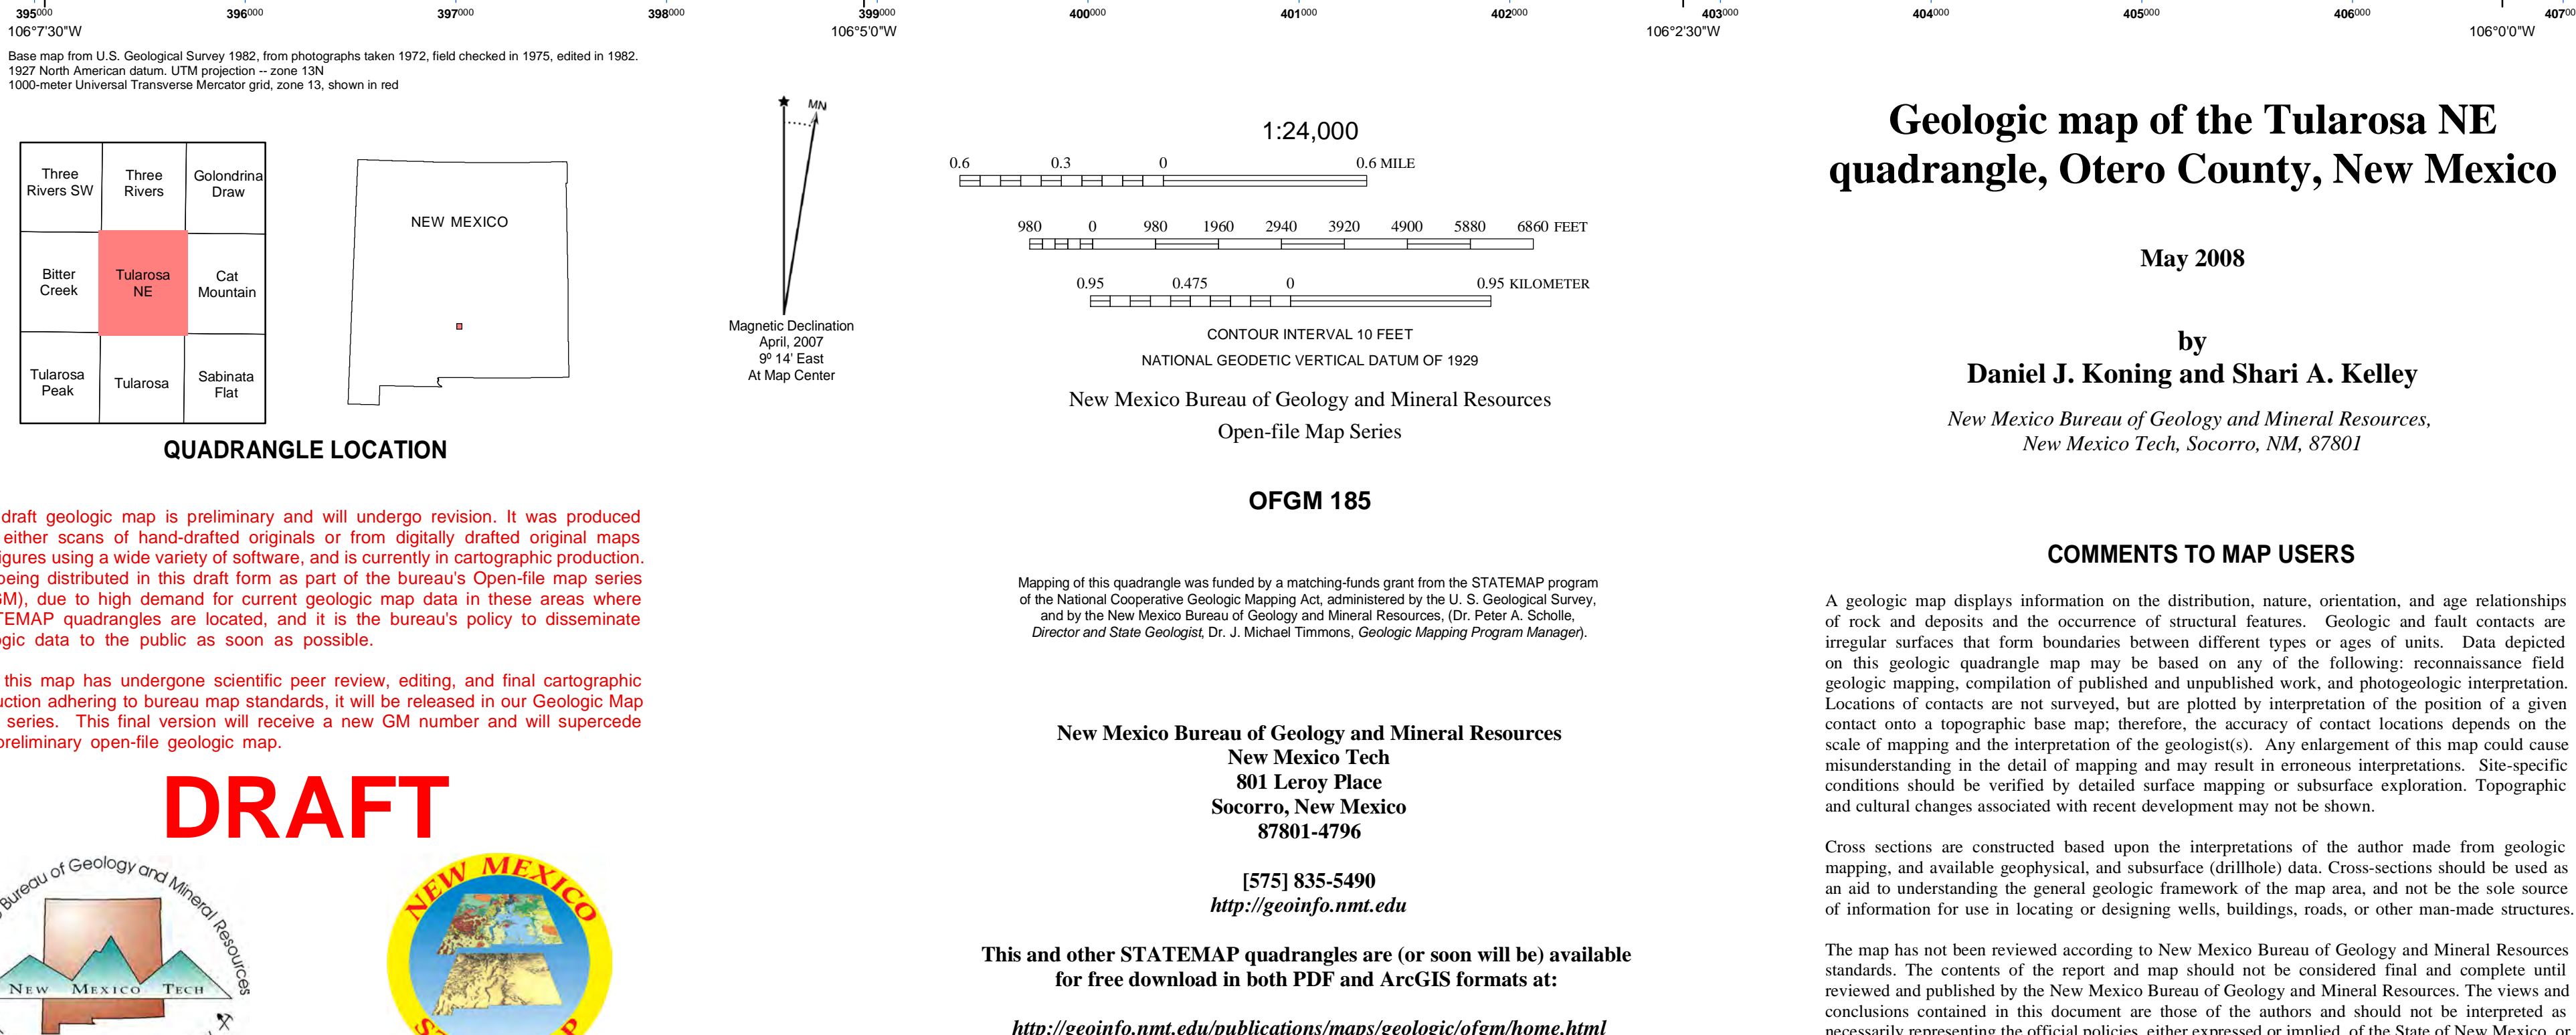 395000 396000 397000 398000 399000 400000 401000 402000 403000 404000 405000 406000 40700
106°7'30"W 106°5'0"W 106°2'30"W 106°0'0"W
Base map from U.S. Geological Survey 1982, from photographs taken 1972, field checked in 1975, edited in 1982.
1927 North American datum. UTM projection -- zone 13N
1000-meter Universal Transverse Mercator grid, zone 13, shown in red
Three Rivers SW
Three Rivers
Golondrina Draw
Bitter Creek
Tularosa NE
Cat Mountain
Tularosa Peak
Tularosa
Sabinata Flat
NEW MEXICO
QUADRANGLE LOCATION
MN
Magnetic Declination
April, 2007
9º 14' East
At Map Center
draft geologic map is preliminary and will undergo revision. It was produced
either scans of hand-drafted originals or from digitally drafted original maps
igures using a wide variety of software, and is currently in cartographic production.
being distributed in this draft form as part of the bureau's Open-file map series
GM), due to high demand for current geologic map data in these areas where
TEMAP quadrangles are located, and it is the bureau's policy to disseminate
ogic data to the public as soon as possible.
this map has undergone scientific peer review, editing, and final cartographic
uction adhering to bureau map standards, it will be released in our Geologic Map
series. This final version will receive a new GM number and will supercede
preliminary open-file geologic map.
DRAFT
Bureau of Geology and Mineral Resources
NEW MEXICO TECH
NEW MEXICO
1:24,000
0.6 0.3 0 0.6 MILE
980 0 980 1960 2940 3920 4900 5880 6860 FEET
0.95 0.475 0 0.95 KILOMETER
CONTOUR INTERVAL 10 FEET
NATIONAL GEODETIC VERTICAL DATUM OF 1929
New Mexico Bureau of Geology and Mineral Resources
Open-file Map Series
OFGM 185
Mapping of this quadrangle was funded by a matching-funds grant from the STATEMAP program
of the National Cooperative Geologic Mapping Act, administered by the U. S. Geological Survey,
and by the New Mexico Bureau of Geology and Mineral Resources, (Dr. Peter A. Scholle,
Director and State Geologist, Dr. J. Michael Timmons, Geologic Mapping Program Manager).
New Mexico Bureau of Geology and Mineral Resources
New Mexico Tech
801 Leroy Place
Socorro, New Mexico
87801-4796
[575] 835-5490
http://geoinfo.nmt.edu
This and other STATEMAP quadrangles are (or soon will be) available
for free download in both PDF and ArcGIS formats at:
http://geoinfo.nmt.edu/publications/maps/geologic/ofgm/home.html
Geologic map of the Tularosa NE
quadrangle, Otero County, New Mexico
May 2008
by
Daniel J. Koning and Shari A. Kelley
New Mexico Bureau of Geology and Mineral Resources,
New Mexico Tech, Socorro, NM, 87801
COMMENTS TO MAP USERS
A geologic map displays information on the distribution, nature, orientation, and age relationships
of rock and deposits and the occurrence of structural features. Geologic and fault contacts are
irregular surfaces that form boundaries between different types or ages of units. Data depicted
on this geologic quadrangle map may be based on any of the following: reconnaissance field
geologic mapping, compilation of published and unpublished work, and photogeologic interpretation.
Locations of contacts are not surveyed, but are plotted by interpretation of the position of a given
contact onto a topographic base map; therefore, the accuracy of contact locations depends on the
scale of mapping and the interpretation of the geologist(s). Any enlargement of this map could cause
misunderstanding in the detail of mapping and may result in erroneous interpretations. Site-specific
conditions should be verified by detailed surface mapping or subsurface exploration. Topographic
and cultural changes associated with recent development may not be shown.
Cross sections are constructed based upon the interpretations of the author made from geologic
mapping, and available geophysical, and subsurface (drillhole) data. Cross-sections should be used as
an aid to understanding the general geologic framework of the map area, and not be the sole source
of information for use in locating or designing wells, buildings, roads, or other man-made structures.
The map has not been reviewed according to New Mexico Bureau of Geology and Mineral Resources
standards. The contents of the report and map should not be considered final and complete until
reviewed and published by the New Mexico Bureau of Geology and Mineral Resources. The views and
conclusions contained in this document are those of the authors and should not be interpreted as
necessarily representing the official policies, either expressed or implied, of the State of New Mexico, or